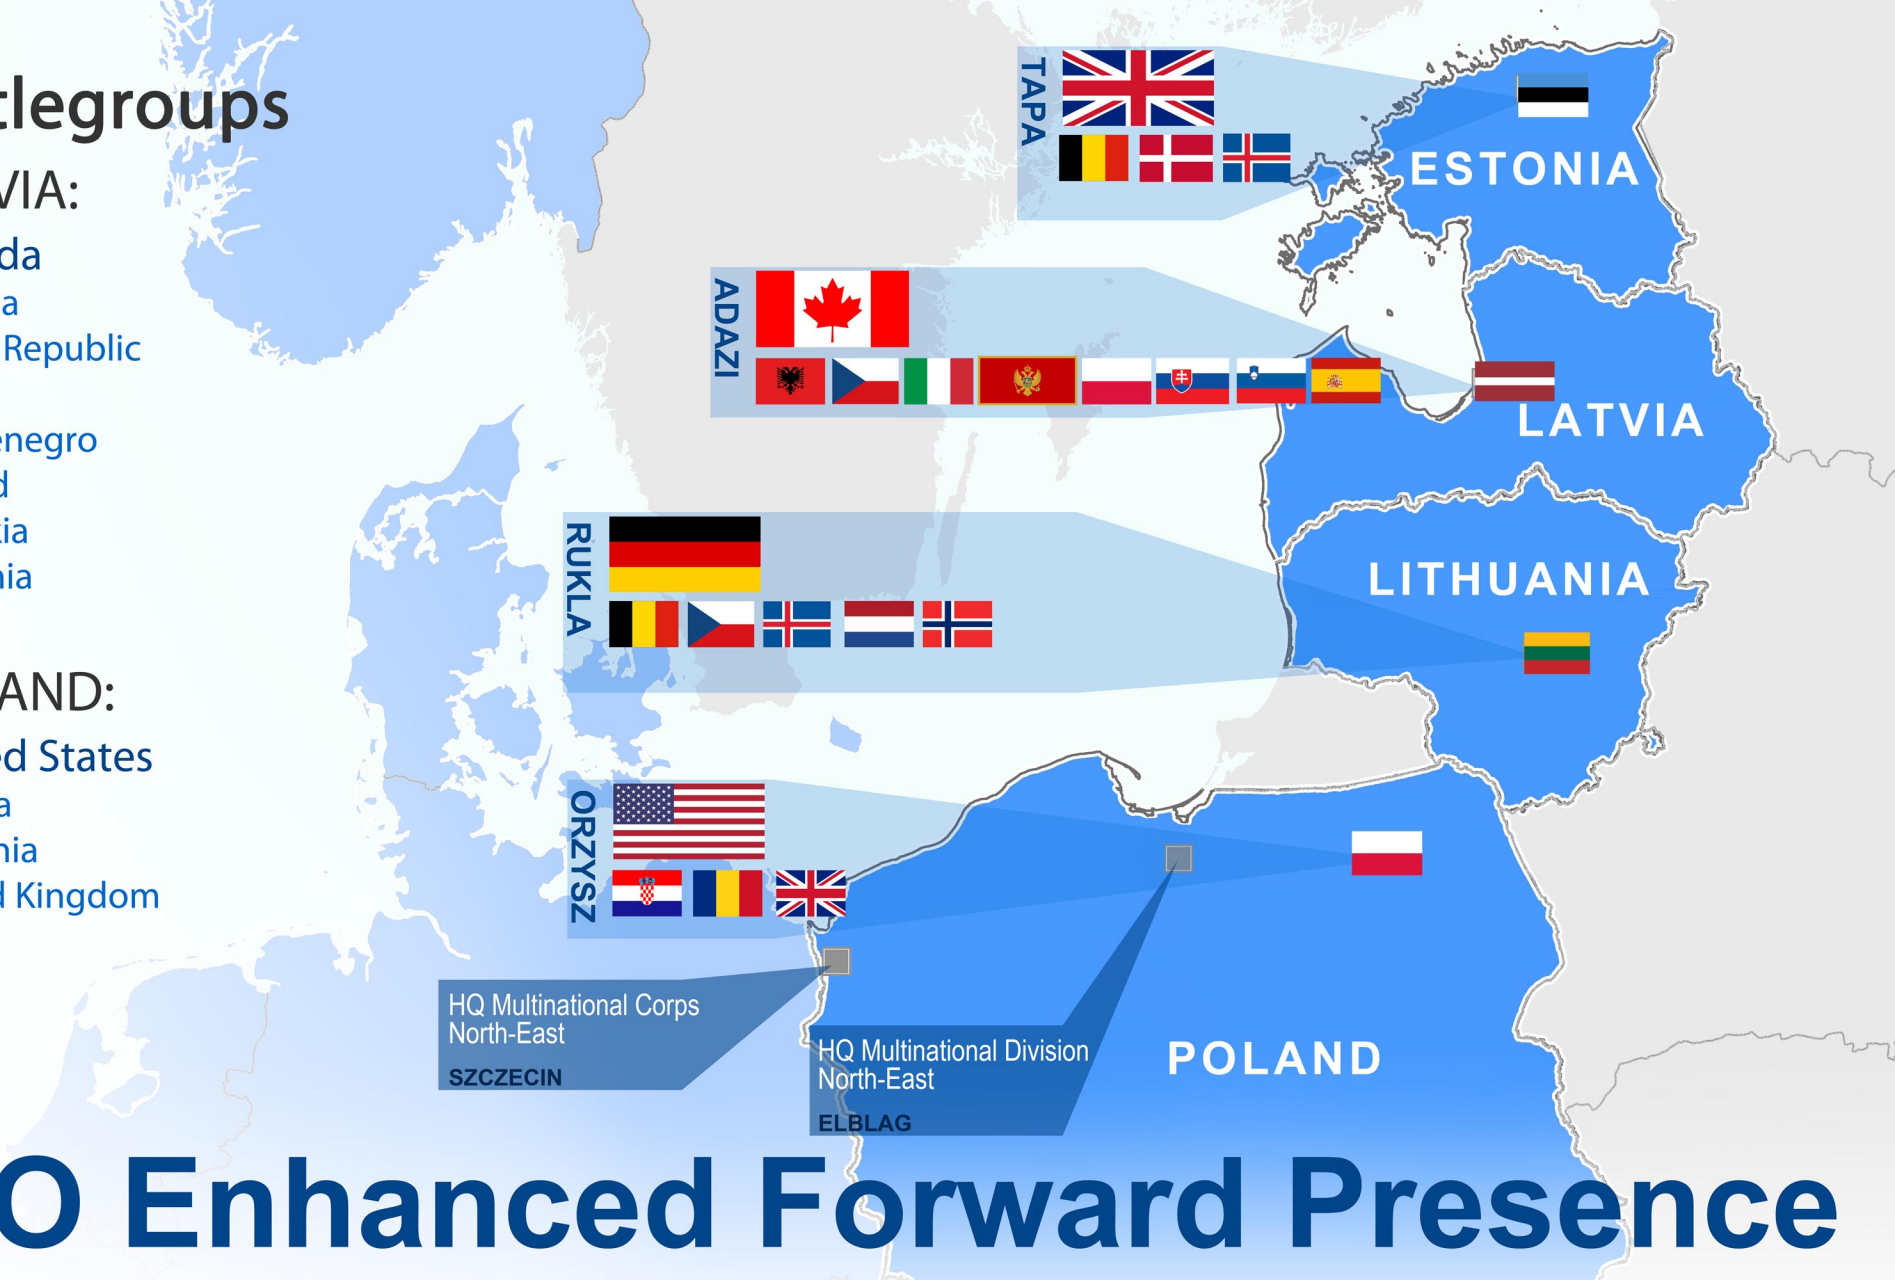 tlegroups
VIA:
da
a
Republic
enegro
d
kia
nia
AND:
ed States
a
nia
d Kingdom
TAPA
ESTONIA
ADAZI
LATVIA
RUKLA
LITHUANIA
ORZYSZ
HQ Multinational Corps
North-East
SZCZECIN
HQ Multinational Division
North-East
ELBLAG
POLAND
O Enhanced Forward Presence